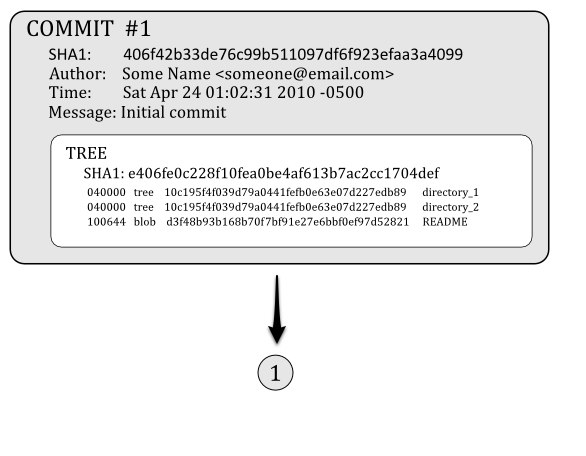 COMMIT #1
SHA1: 406f42b33de76c99b511097df6f923efaa3a4099
Author: Some Name <someone@email.com>
Time: Sat Apr 24 01:02:31 2010 -0500
Message: Initial commit
TREE
SHA1: e406fe0c228f10fea0be4af613b7ac2cc1704def
040000 tree 10c195f4f039d79a0441fefb0e63e07d227edb89 directory_1
040000 tree 10c195f4f039d79a0441fefb0e63e07d227edb89 directory_2
100644 blob d3f48b93b168b70f7bf91e27e6bbf0ef97d52821 README
1